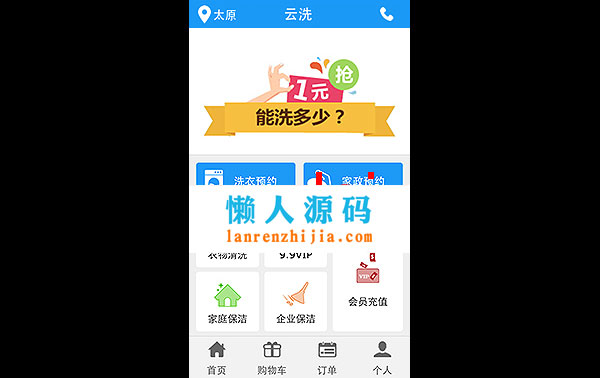 太原
云洗
抢
1元
能洗多少？
洗衣预约
家政预约
懒人源码
lanrenzhijia.com
衣物清洗
9.9VIP
VIP
会员充值
家庭保洁
企业保洁
首页
购物车
订单
个人